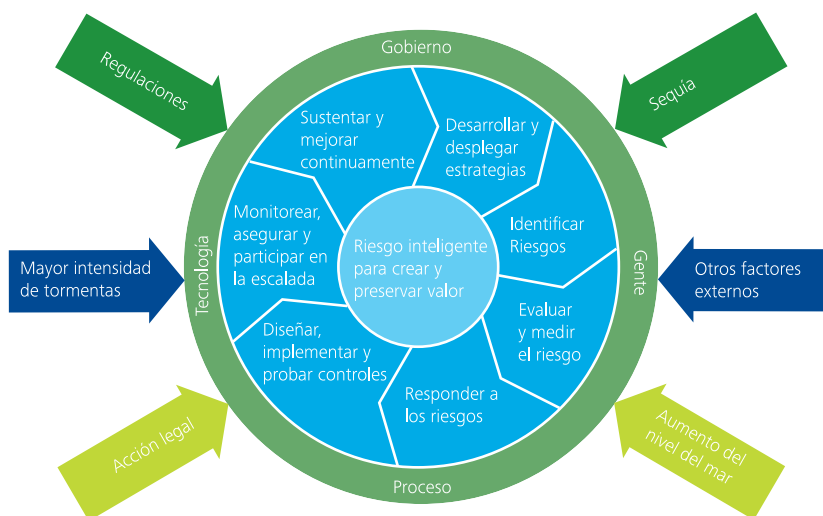 Gobierno
Regulaciones
Sequía
Sustentar y
mejorar
continuamente
Desarrollar y
desplegar
estrategias
Monitorear,
asegurar y
participar en
la escalada
Identificar
Riesgos
Riesgo inteligente
para crear y
preservar valor
Tecnología
Gente
Mayor intensidad
de tormentas
Otros factores
externos
Diseñar,
implementar y
probar controles
Evaluar
y medir
el riesgo
Responder a
los riesgos
Acción legal
Aumento del
nivel del mar
Proceso